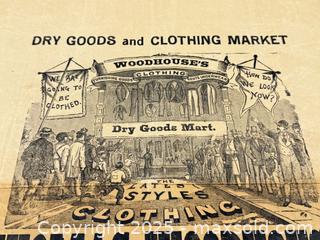 DRY GOODS and CLOTHING MARKET
WOODHOUSE'S
CLOTHING
WE ARE
GOING TO
BE
CLOTHED.
HOW DO
WE LOOK
NOW?
Dry Goods Mart.
THE
LATEST
STYLES
CLOTHING
Copyright 2025 - maxsold.com